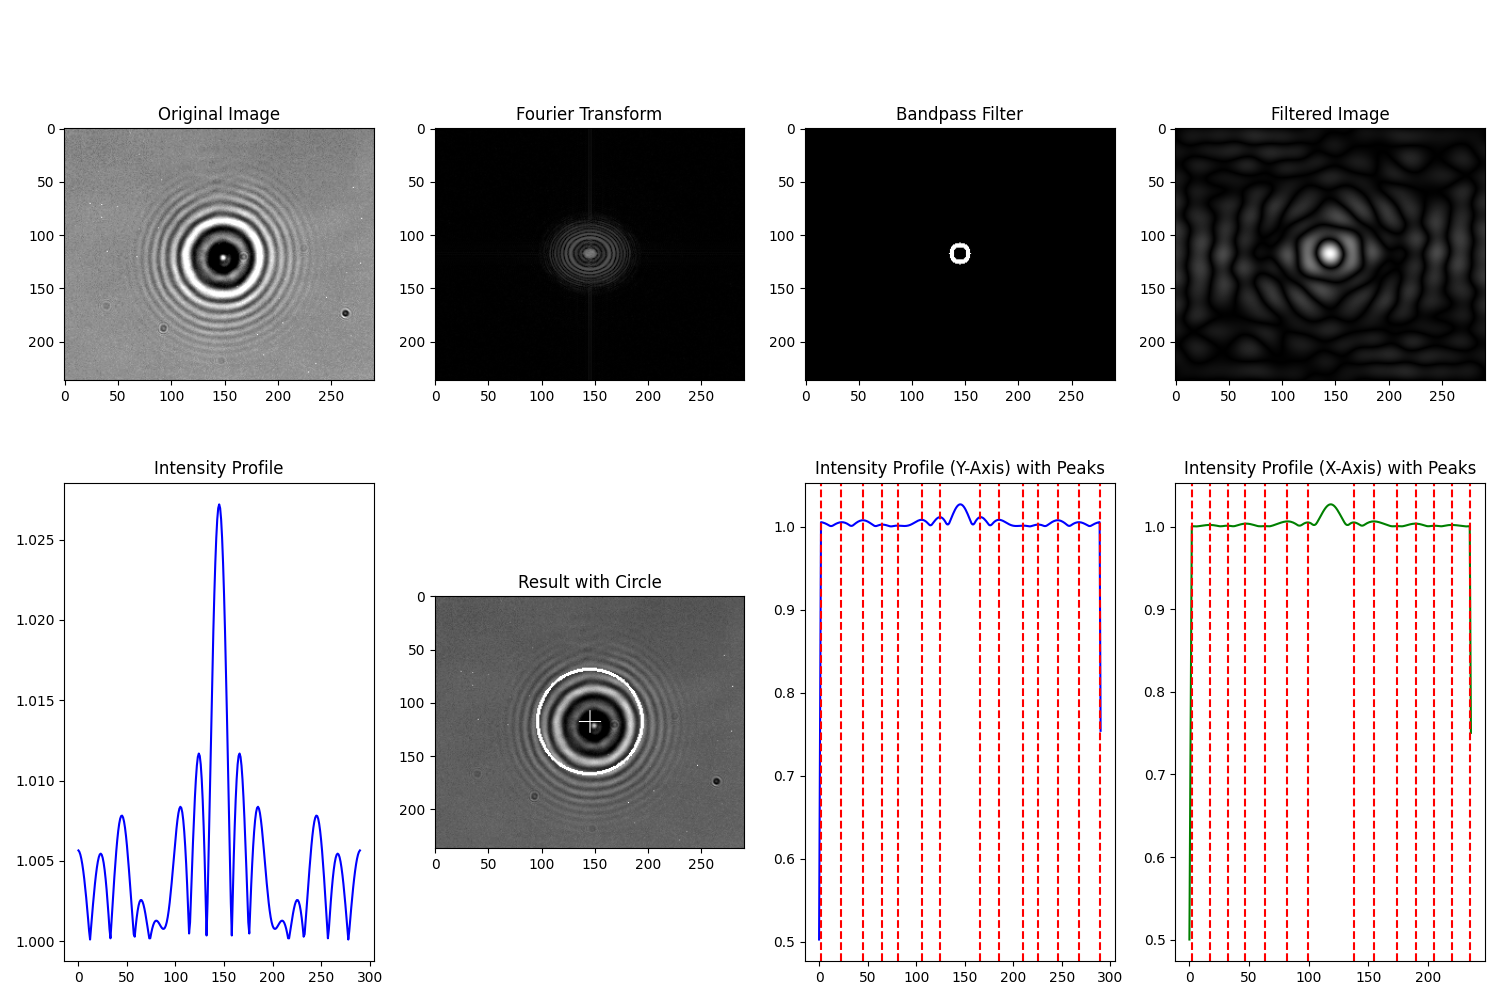 Original Image
Fourier Transform
Bandpass Filter
Filtered Image
0
50
100
150
200
0 50 100 150 200 250
0
50
100
150
200
0 50 100 150 200 250
0
50
100
150
200
0 50 100 150 200 250
0
50
100
150
200
0 50 100 150 200 250
Intensity Profile
1.025
1.020
1.015
1.010
1.005
1.000
0 50 100 150 200 250 300
Result with Circle
0
50
100
150
200
0 50 100 150 200 250
Intensity Profile (Y-Axis) with Peaks
1.0
0.9
0.8
0.7
0.6
0.5
0 50 100 150 200 250 300
Intensity Profile (X-Axis) with Peaks
1.0
0.9
0.8
0.7
0.6
0.5
0 50 100 150 200